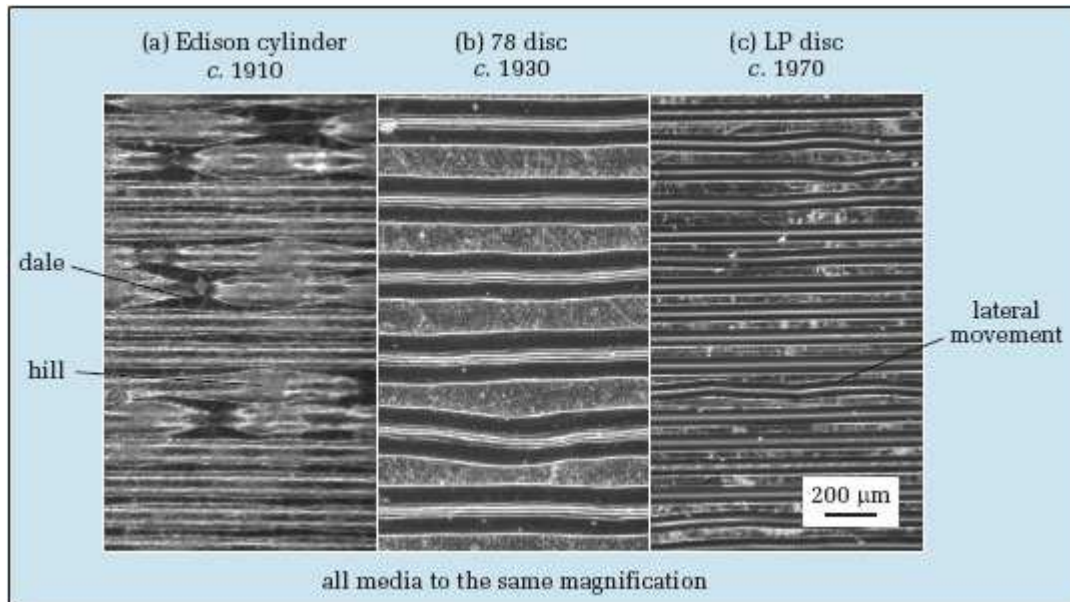 (a) Edison cylinder
c. 1910
(b) 78 disc
c. 1930
(c) LP disc
c. 1970
dale
hill
lateral
movement
200 µm
all media to the same magnification